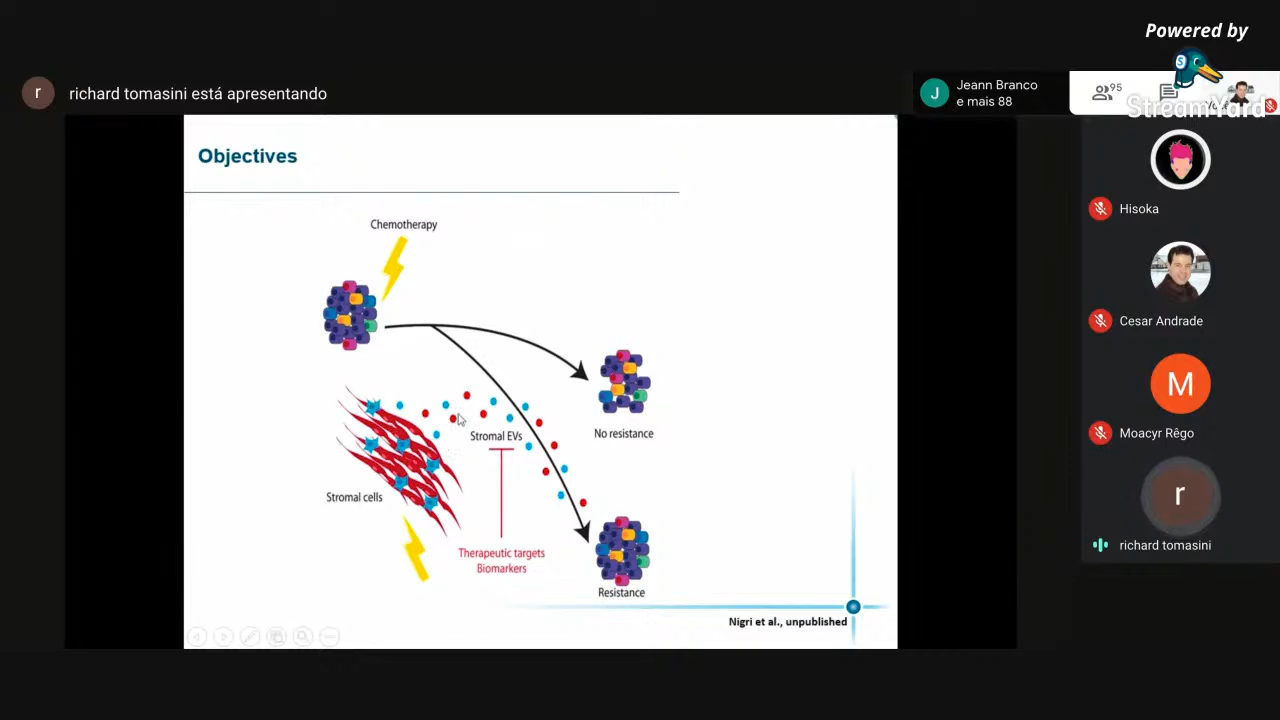 Powered by
S
StreamYard
r
richard tomasini está apresentando
J
Jeann Branco
e mais 88
95
Objectives
Chemotherapy
No resistance
Stromal EVs
Stromal cells
Therapeutic targets
Biomarkers
Resistance
Nigri et al., unpublished
Hisoka
Cesar Andrade
M
Moacyr Rêgo
r
richard tomasini